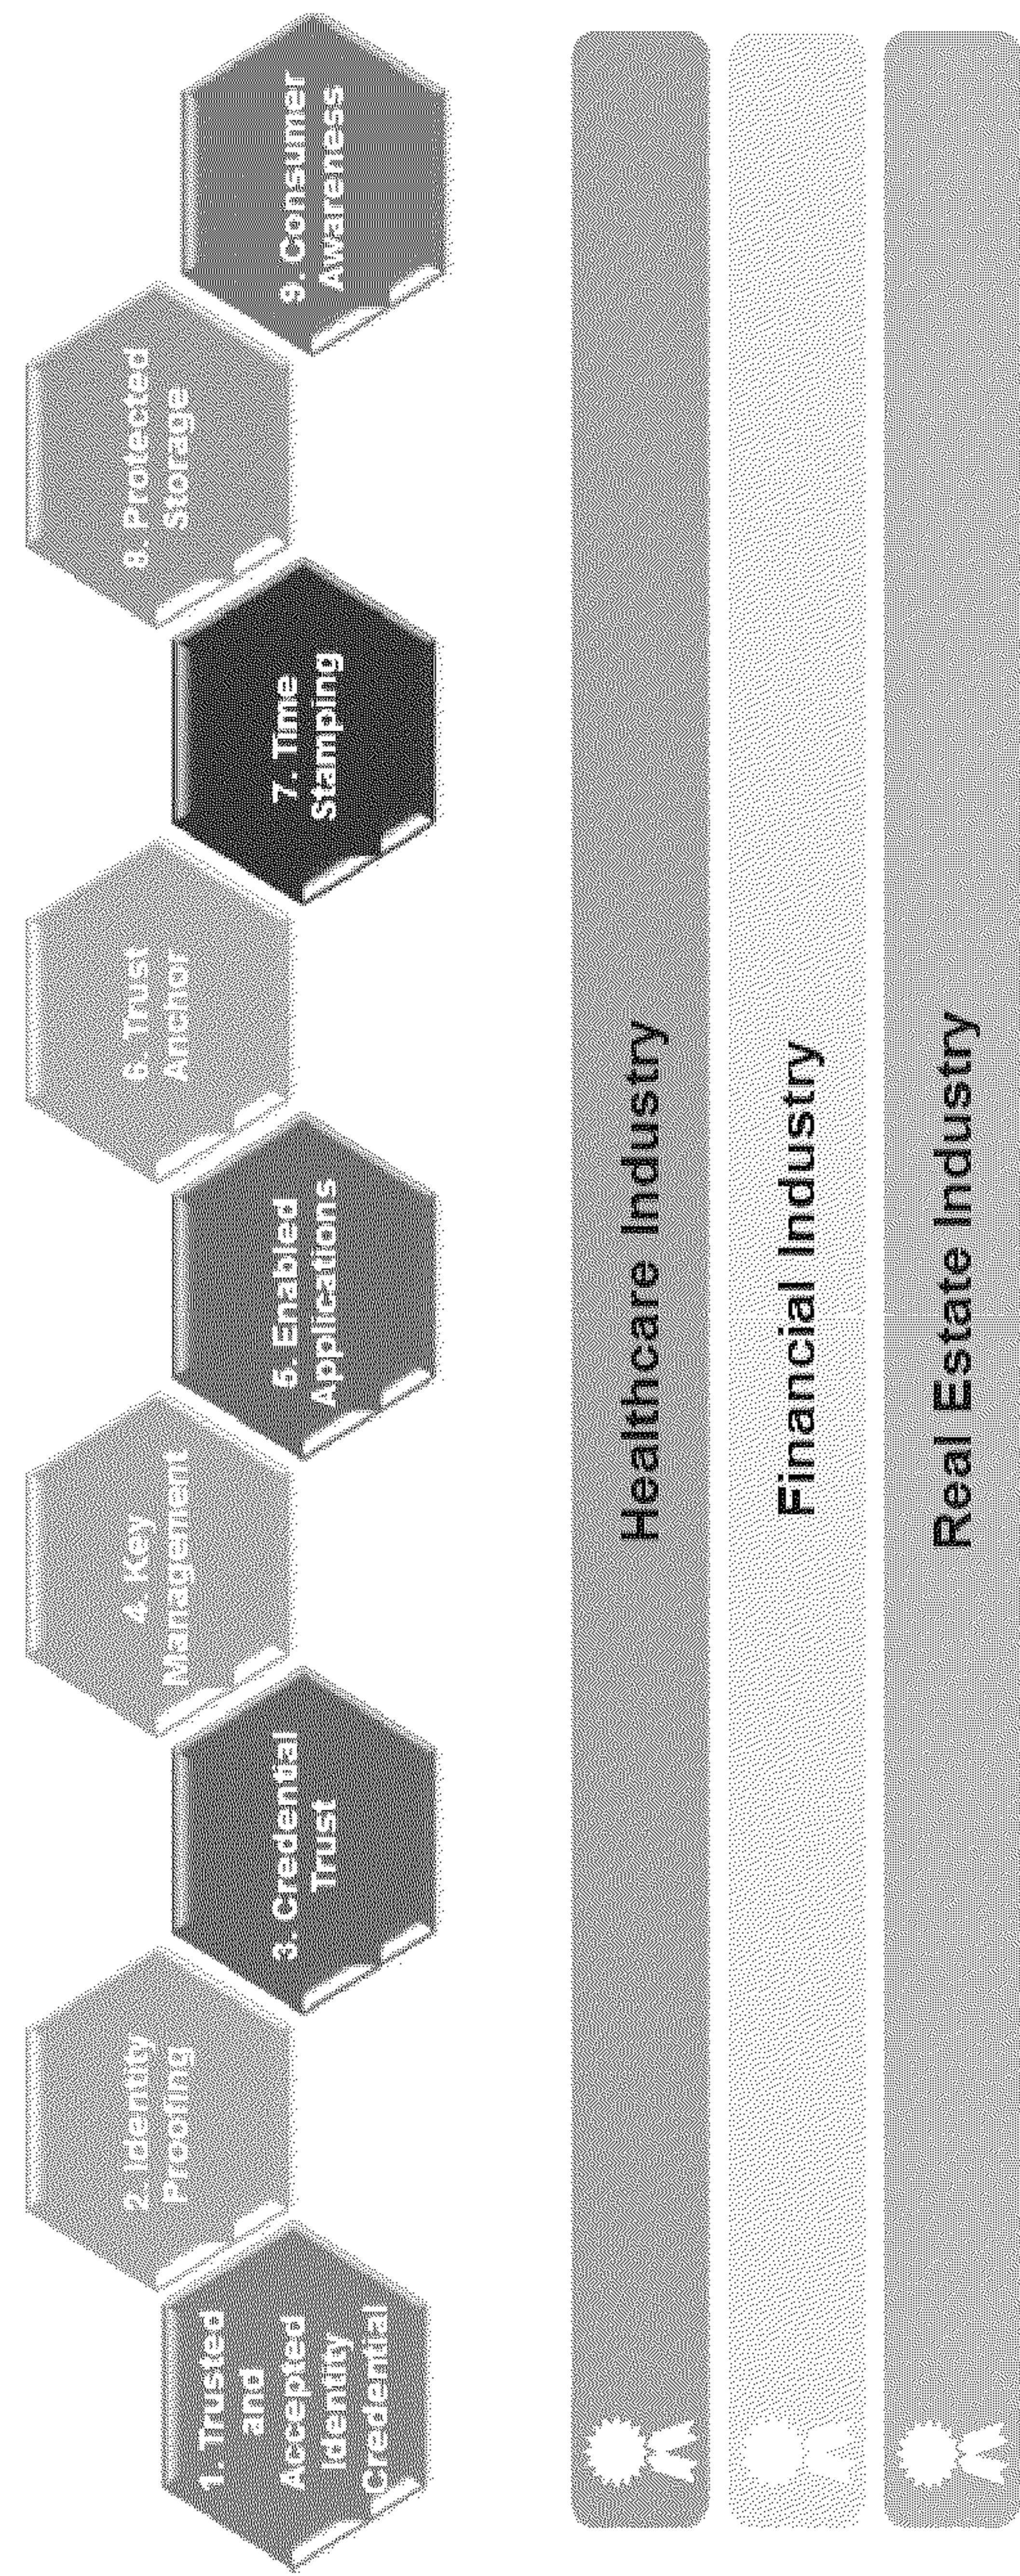 1. Trusted
and
Accepted
Identity
Credential
2. Identity
Proofing
3. Credential
Trust
4. Key
Management
5. Enabled
Applications
6. Trust
Anchor
7. Time
Stamping
8. Protected
Storage
9. Consumer
Awareness
Healthcare Industry
Financial Industry
Real Estate Industry